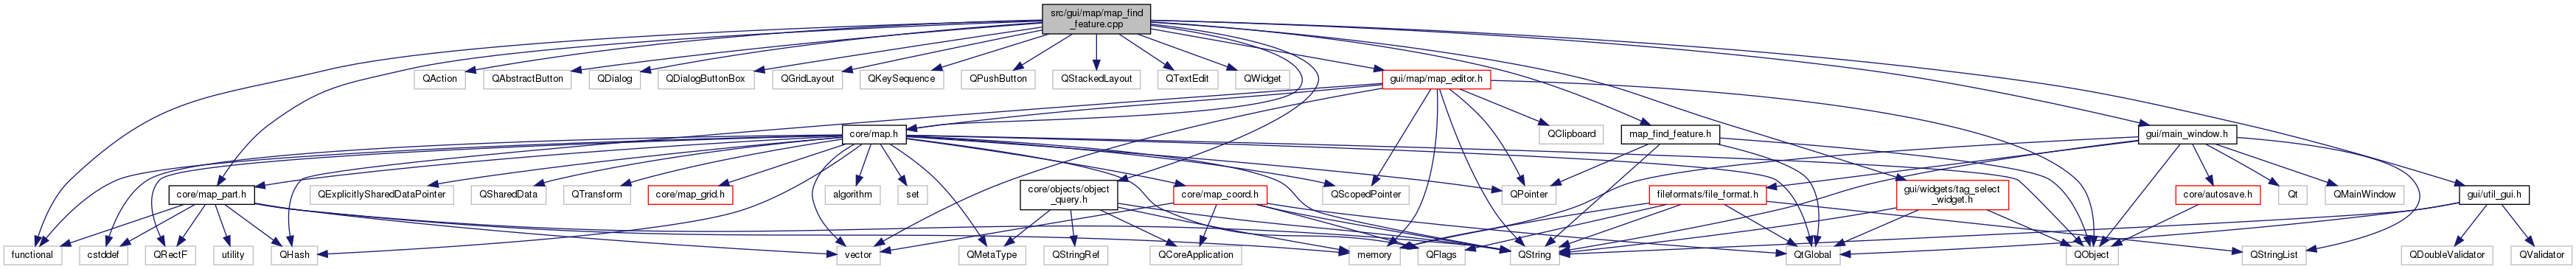 src/gui/map/map_find
_feature.cpp
QAction
QAbstractButton
QDialog
QDialogButtonBox
QGridLayout
QKeySequence
QPushButton
QStackedLayout
QTextEdit
QWidget
gui/map/map_editor.h
core/map.h
QClipboard
map_find_feature.h
gui/main_window.h
core/map_part.h
QExplicitlySharedDataPointer
QSharedData
QTransform
core/map_grid.h
algorithm
set
core/objects/object
_query.h
core/map_coord.h
QScopedPointer
QPointer
fileformats/file_format.h
gui/widgets/tag_select
_widget.h
core/autosave.h
Qt
QMainWindow
gui/util_gui.h
functional
cstddef
QRectF
utility
QHash
vector
QMetaType
QStringRef
QCoreApplication
memory
QFlags
QString
QtGlobal
QObject
QStringList
QDoubleValidator
QValidator